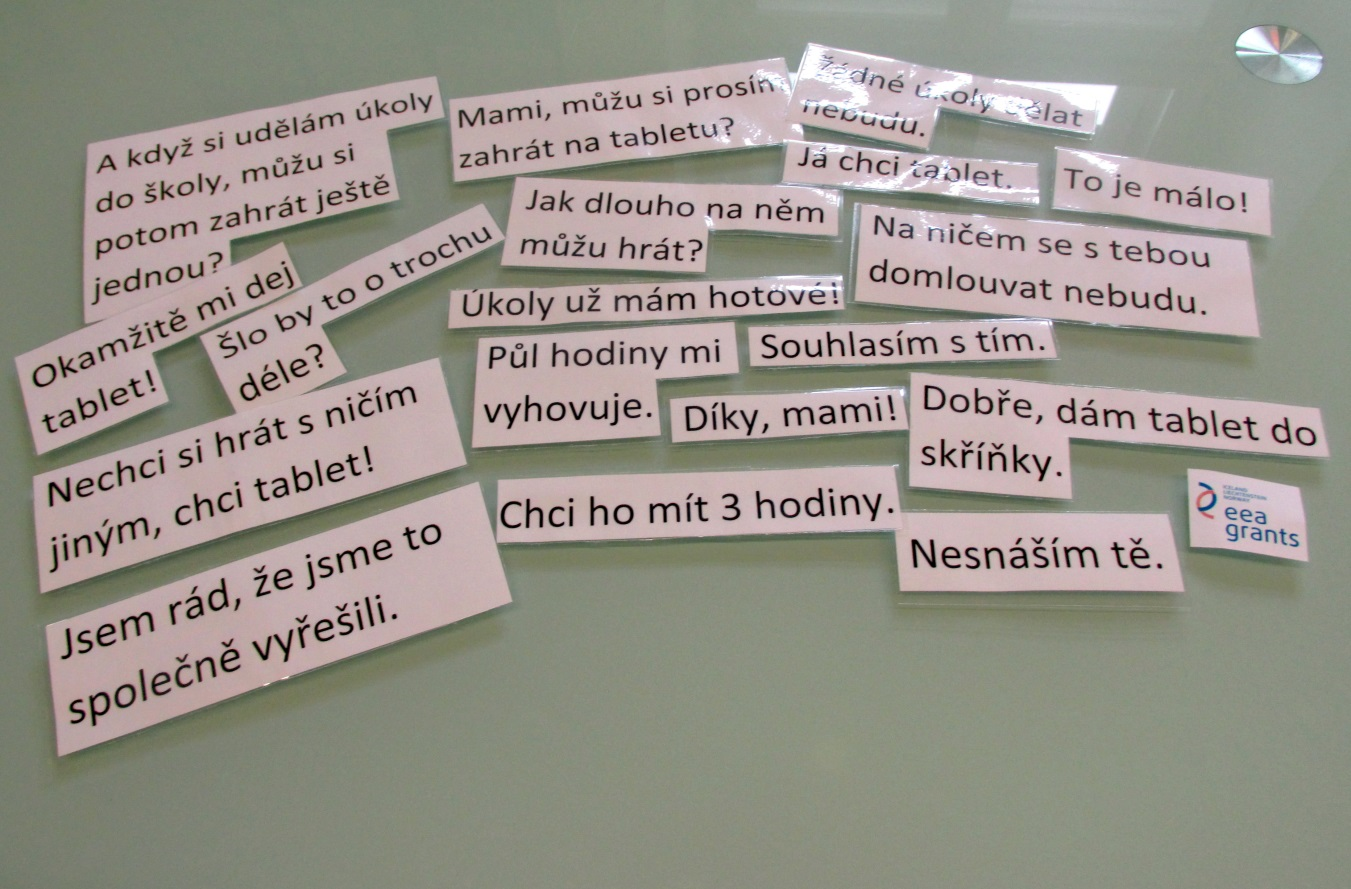 A když si udělám úkoly
do školy, můžu si
potom zahrát ještě
jednou?
Mami, můžu si prosím
zahrát na tabletu?
žádné úkoly dělat
nebudu.
Já chci tablet.
To je málo!
Jak dlouho na něm
můžu hrát?
Na ničem se s tebou
domlouvat nebudu.
Okamžitě mi dej
tablet!
Šlo by to o trochu
déle?
Úkoly už mám hotové!
Půl hodiny mi
vyhovuje.
Souhlasím s tím.
Díky, mami!
Dobře, dám tablet do
skříňky.
Nechci si hrát s ničím
jiným, chci tablet!
Chci ho mít 3 hodiny.
Nesnáším tě.
Jsem rád, že jsme to
společně vyřešili.
ICELAND
LIECHTENSTEIN
NORWAY
eea
grants